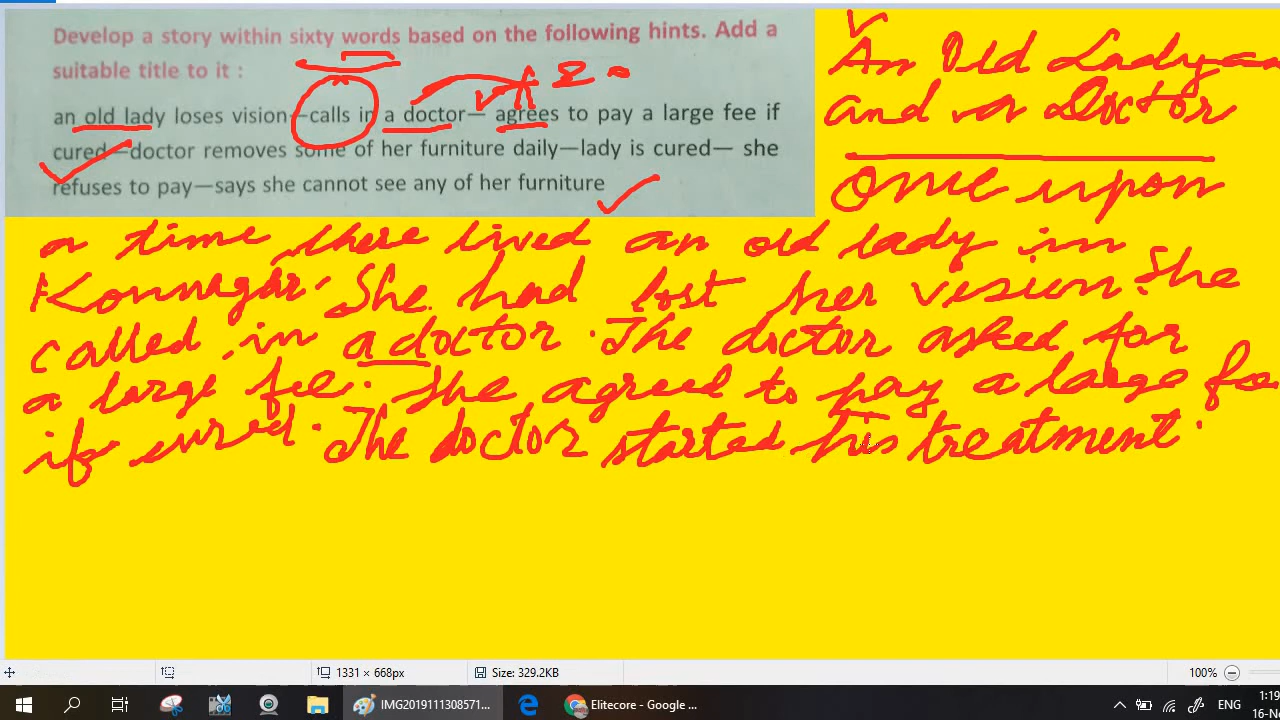 Develop a story within sixty words based on the following hints. Add a
suitable title to it :
an old lady loses vision—calls in a doctor— agrees to pay a large fee if
cured—doctor removes some of her furniture daily—lady is cured— she
refuses to pay—says she cannot see any of her furniture
An Old Lady
and a Doctor
Once upon
a time, there lived an old lady in
Konnagar. She had lost her vision. She
called in a doctor. The doctor asked for
a large fee. She agreed to pay a large fee
if cured. The doctor started his treatment.
1331 × 668px
Size: 329.2KB
100%
IMG2019111308571...
Elitecore - Google ...
ENG
1:19
16-No